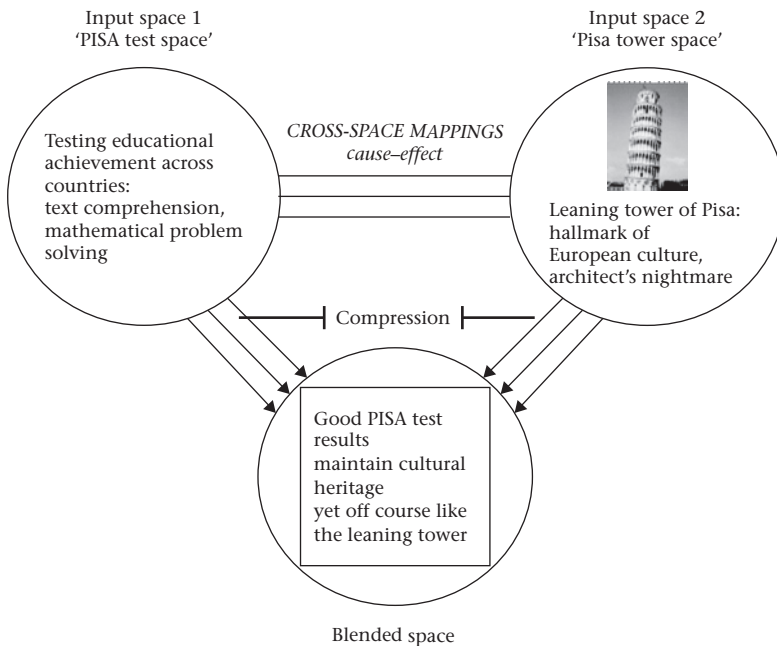 Input space 1
‘PISA test space’
Input space 2
‘Pisa tower space’
Testing educational
achievement across
countries:
text comprehension,
mathematical problem
solving
CROSS-SPACE MAPPINGS
cause–effect
Leaning tower of Pisa:
hallmark of
European culture,
architect’s nightmare
Compression
Good PISA test
results
maintain cultural
heritage
yet off course like
the leaning tower
Blended space